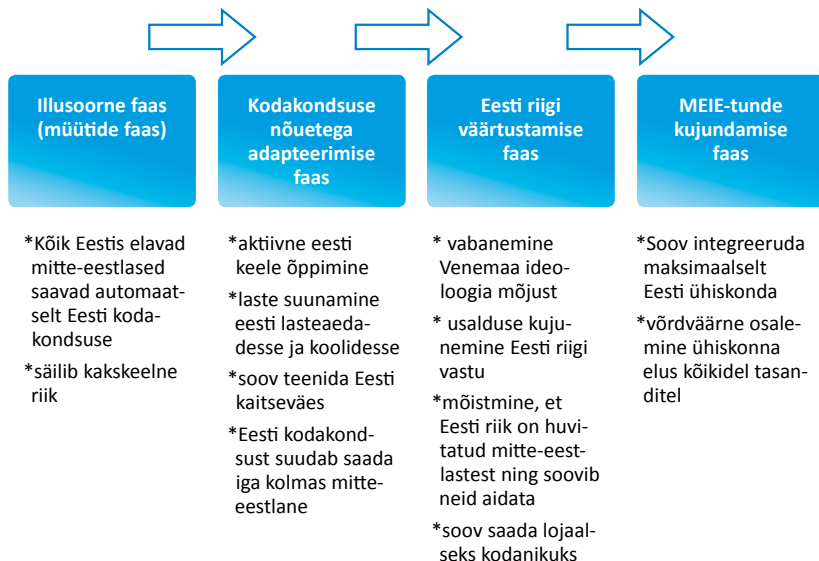 Illusoorne faas
(müütide faas)
*Kõik Eestis elavad
mitte-eestlased
saavad automaat-
selt Eesti koda-
kondsuse
*säilib kakskeelne
riik
Kodakondsuse
nõuetega
adapteerimise
faas
*aktiivne eesti
keele õppimine
*laste suunamine
eesti lasteaeda-
desse ja koolidesse
*soov teenida Eesti
kaitseväes
*Eesti kodakond-
sust suudab saada
iga kolmas mitte-
eestlane
Eesti riigi
väärtustamise
faas
* vabanemine
Venemaa ideo-
loogia mõjust
* usalduse kuju-
nemine Eesti riigi
vastu
*mõistmine, et
Eesti riik on huvi-
tatud mitte-eest-
lastest ning soovib
neid aidata
*soov saada lojaal-
seks kodanikuks
MEIE-tunde
kujundamise
faas
*Soov integreeruda
maksimaalselt
Eesti ühiskonda
*võrdväärne osale-
mine ühiskonna
elus kõikidel tasan-
ditel